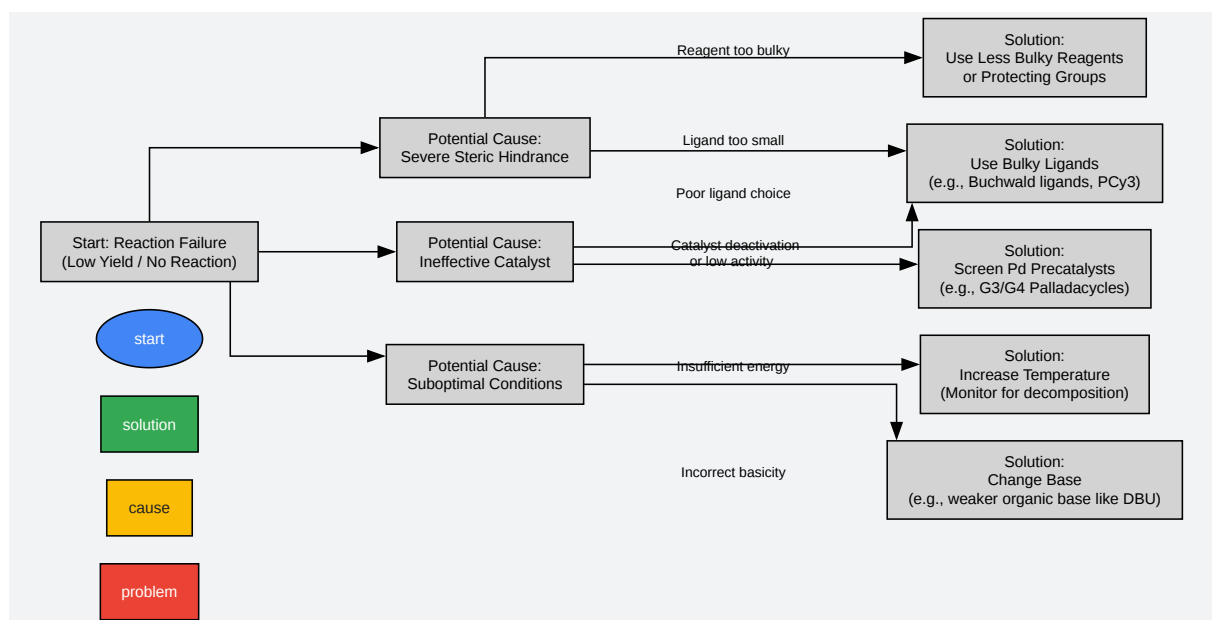 Reagent too bulky
Solution:
Use Less Bulky Reagents
or Protecting Groups
Potential Cause:
Severe Steric Hindrance
Ligand too small
Solution:
Use Bulky Ligands
(e.g., Buchwald ligands, PCy3)
Poor ligand choice
Start: Reaction Failure
(Low Yield / No Reaction)
Potential Cause:
Ineffective Catalyst
Catalyst deactivation
or low activity
Solution:
Screen Pd Precatalysts
(e.g., G3/G4 Palladacycles)
start
Potential Cause:
Suboptimal Conditions
Insufficient energy
Solution:
Increase Temperature
(Monitor for decomposition)
solution
Incorrect basicity
Solution:
Change Base
(e.g., weaker organic base like DBU)
cause
problem